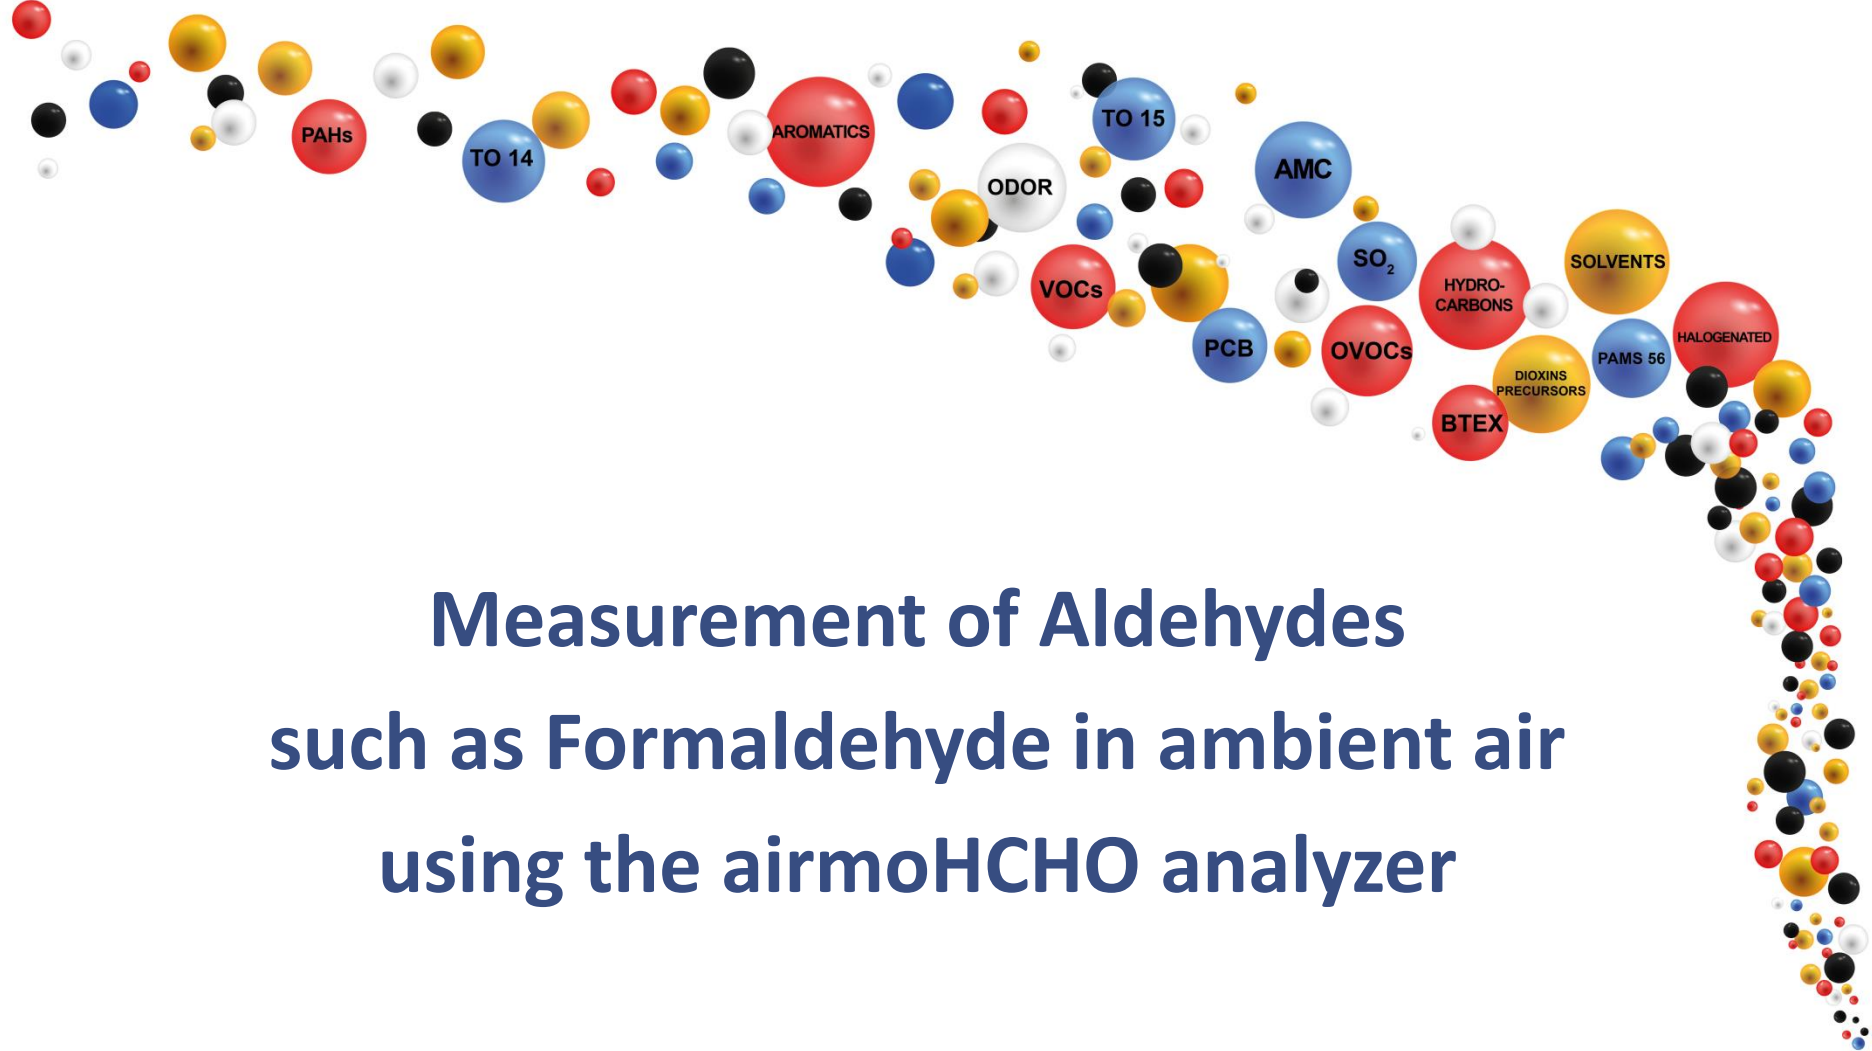 PAHs
TO 14
AROMATICS
ODOR
TO 15
AMC
VOCs
SO₂
HYDRO-
CARBONS
SOLVENTS
PCB
OVOCs
DIOXINS
PRECURSORS
PAMS 56
HALOGENATED
BTEX
Measurement of Aldehydes
such as Formaldehyde in ambient air
using the airmoHCHO analyzer